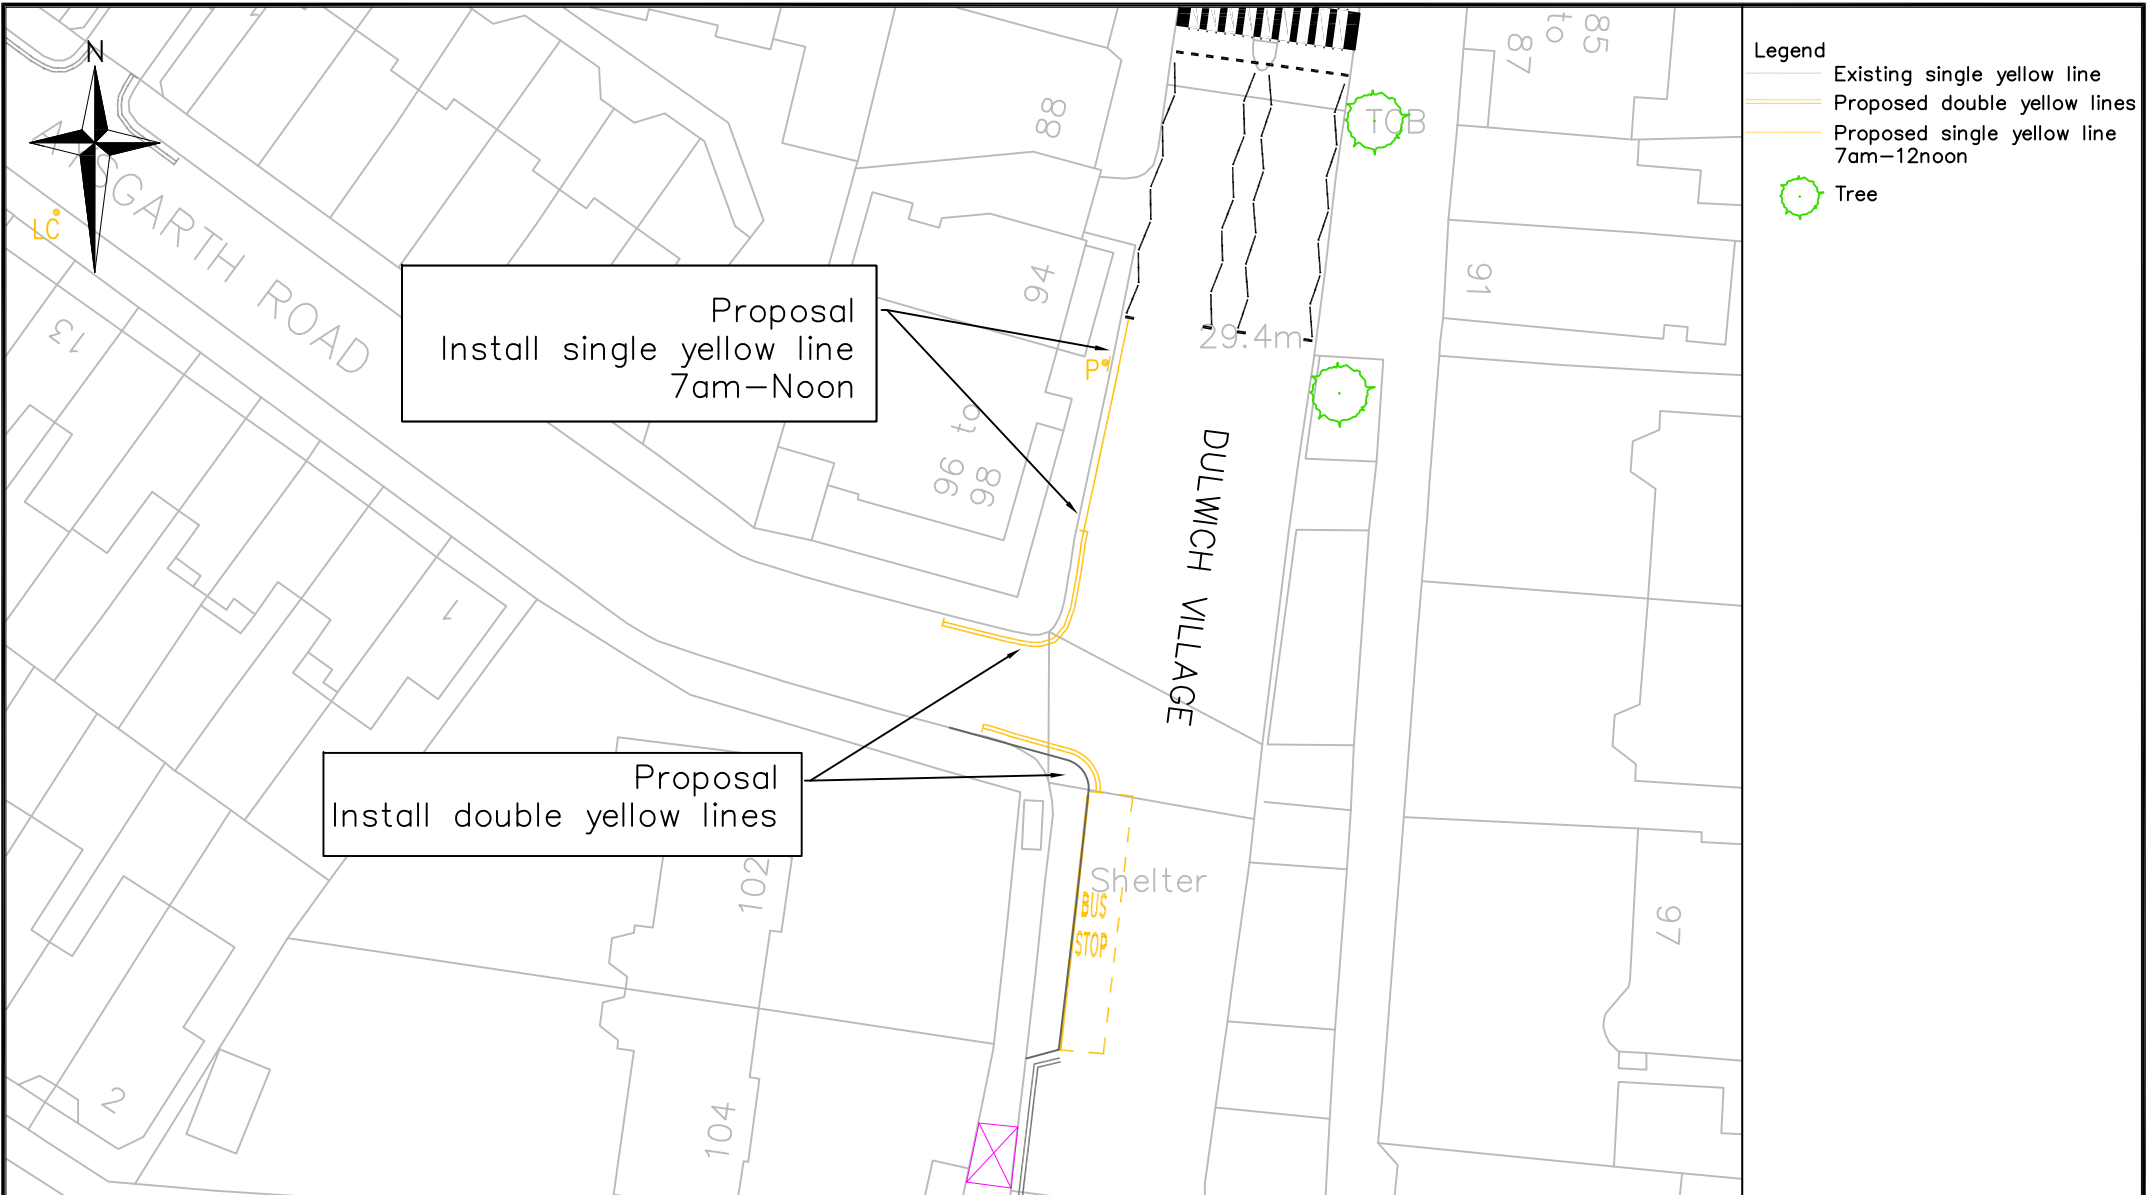 N
AYSGARTH ROAD
LC
13
1
2
88
94
96 to
98
102
104
85
to
87
TCB
91
97
29.4m
P
DULWICH VILLAGE
Shelter
BUS
STOP
Proposal
Install single yellow line
7am-Noon
Proposal
Install double yellow lines
Legend
Existing single yellow line
Proposed double yellow lines
Proposed single yellow line
7am-12noon
Tree